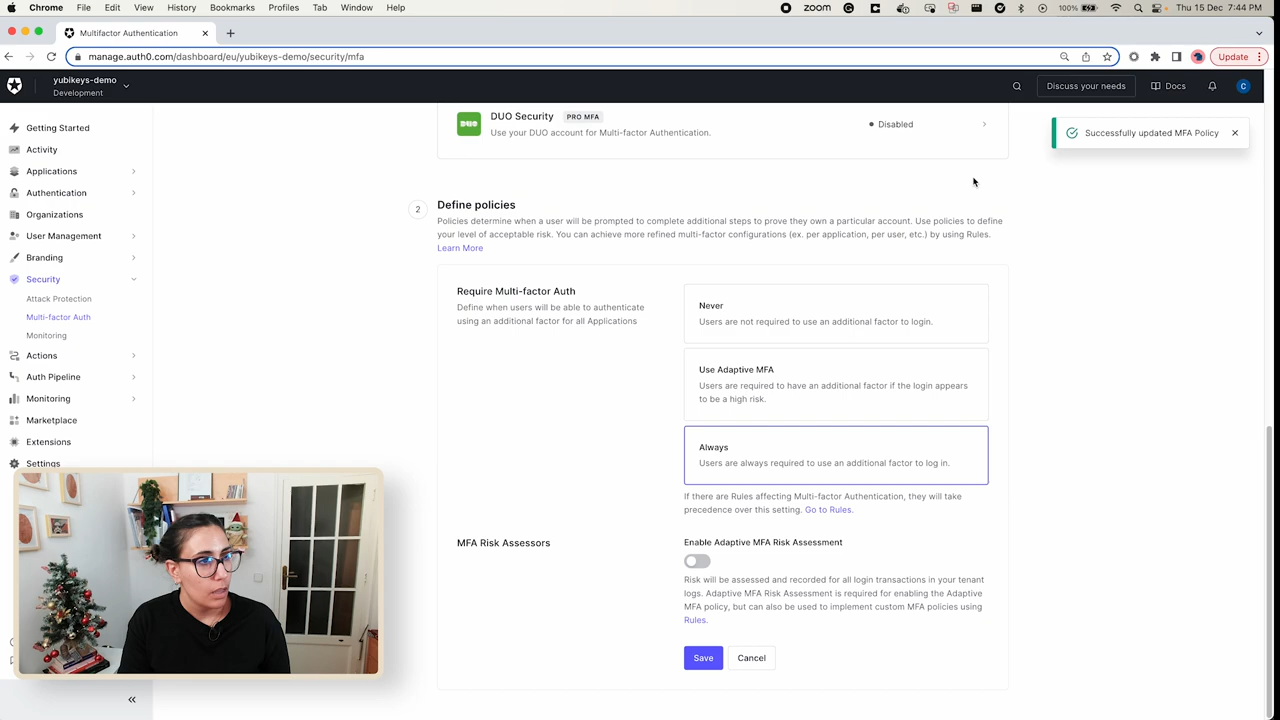 Chrome File Edit View History Bookmarks Profiles Tab Window Help
zoom 100% Thu 15 Dec 7:44 PM
Multifactor Authentication
manage.auth0.com/dashboard/eu/yubikeys-demo/security/mfa
Update
yubikeys-demo
Development
Discuss your needs
Docs
C
Getting Started
Activity
Applications
Authentication
Organizations
User Management
Branding
Security
Attack Protection
Multi-factor Auth
Monitoring
Actions
Auth Pipeline
Monitoring
Marketplace
Extensions
Settings
DUO
DUO Security PRO MFA
Use your DUO account for Multi-factor Authentication.
Disabled
Successfully updated MFA Policy
2
Define policies
Policies determine when a user will be prompted to complete additional steps to prove they own a particular account. Use policies to define
your level of acceptable risk. You can achieve more refined multi-factor configurations (ex. per application, per user, etc.) by using Rules.
Learn More
Require Multi-factor Auth
Define when users will be able to authenticate
using an additional factor for all Applications
Never
Users are not required to use an additional factor to login.
Use Adaptive MFA
Users are required to have an additional factor if the login appears
to be a high risk.
Always
Users are always required to use an additional factor to log in.
If there are Rules affecting Multi-factor Authentication, they will take
precedence over this setting. Go to Rules.
MFA Risk Assessors
Enable Adaptive MFA Risk Assessment
Risk will be assessed and recorded for all login transactions in your tenant
logs. Adaptive MFA Risk Assessment is required for enabling the Adaptive
MFA policy, but can also be used to implement custom MFA policies using
Rules.
Save
Cancel